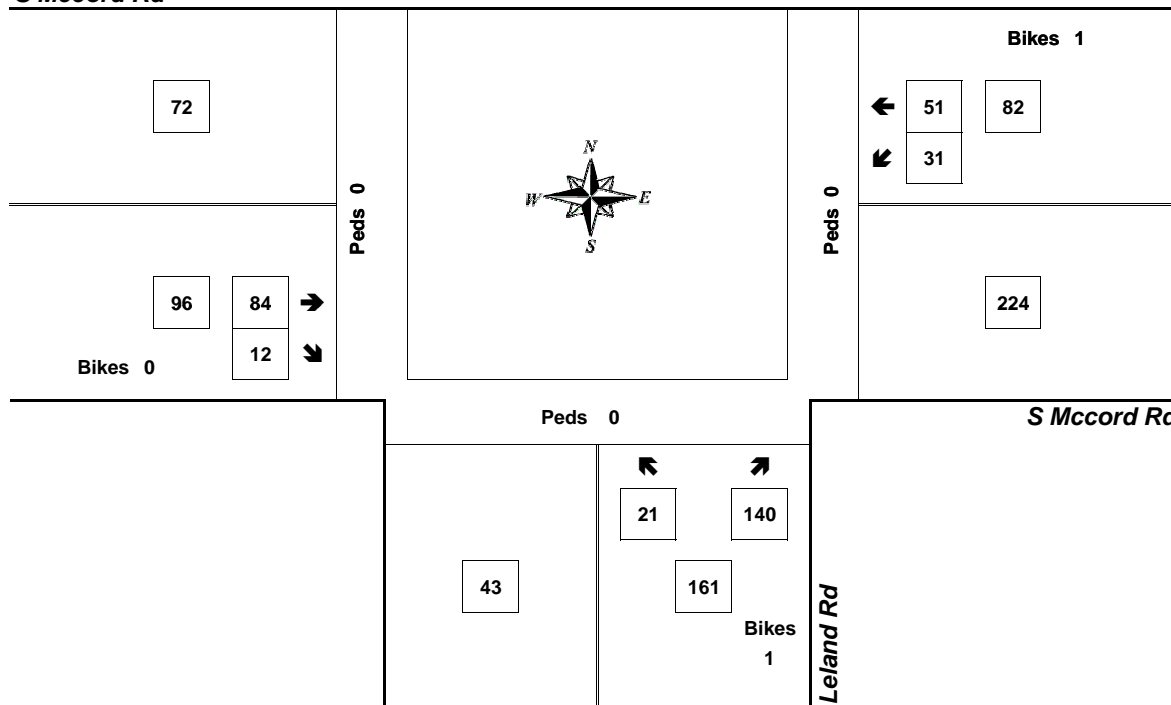 S Mccord Rd
Bikes 1
72
51 82
31
N
W E
S
Peds 0
Peds 0
96 84
12
Bikes 0
224
Peds 0
S Mccord Rd
21 140
43 161
Bikes
1
Leland Rd